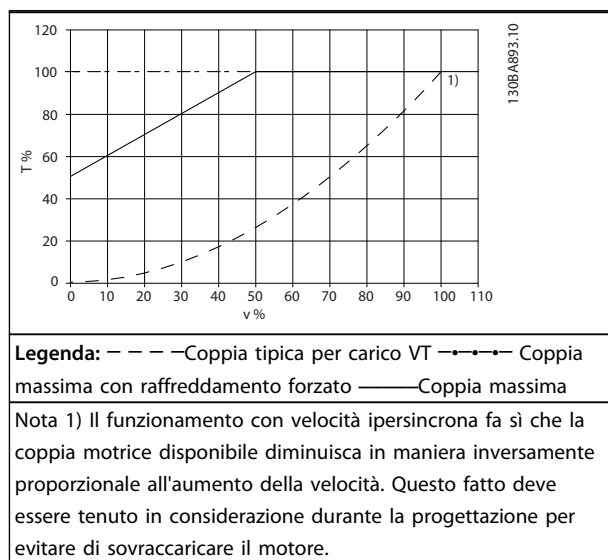 120
100
80
60
40
20
0
T %
0 10 20 30 40 50 60 70 80 90 100 110
v %
1)
130BA893.10
Legenda: – – – –Coppia tipica per carico VT –•–•–•– Coppia
massima con raffreddamento forzato ———Coppia massima
Nota 1) Il funzionamento con velocità ipersincrona fa sì che la
coppia motrice disponibile diminuisca in maniera inversamente
proporzionale all'aumento della velocità. Questo fatto deve
essere tenuto in considerazione durante la progettazione per
evitare di sovraccaricare il motore.